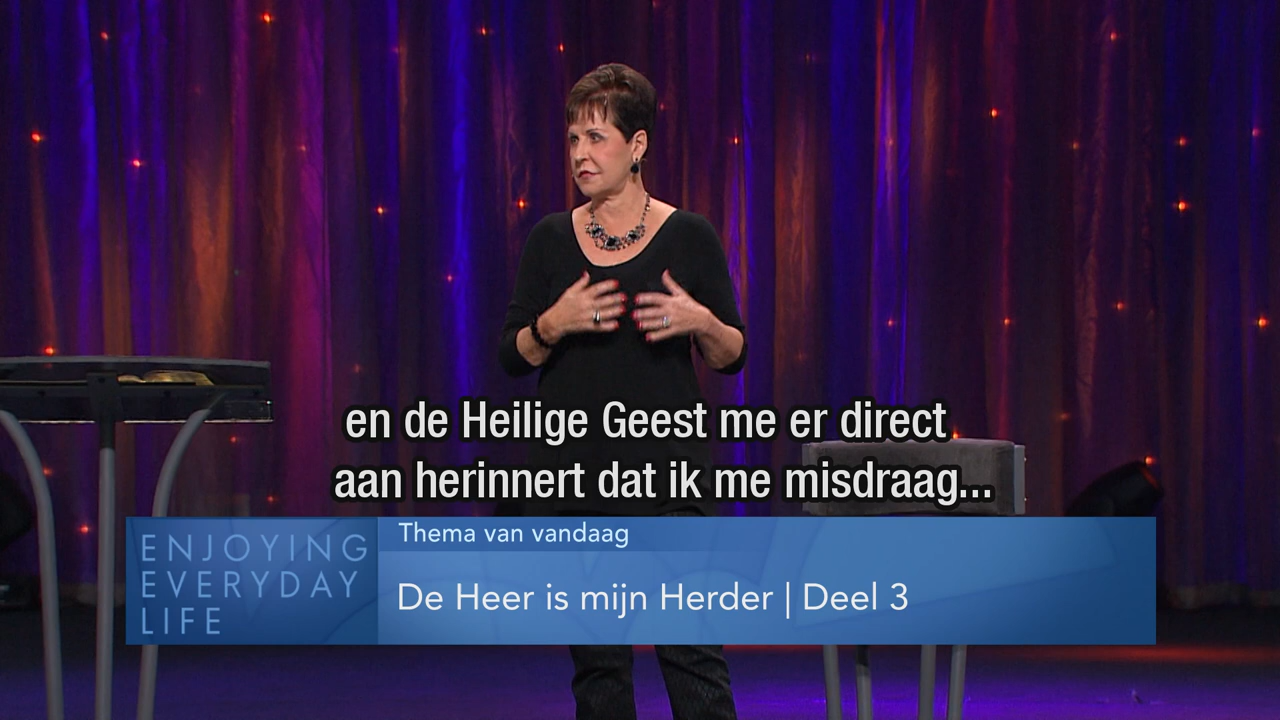 en de Heilige Geest me er direct
aan herinnert dat ik me misdraag...
ENJOYING
EVERYDAY
LIFE
Thema van vandaag
De Heer is mijn Herder | Deel 3